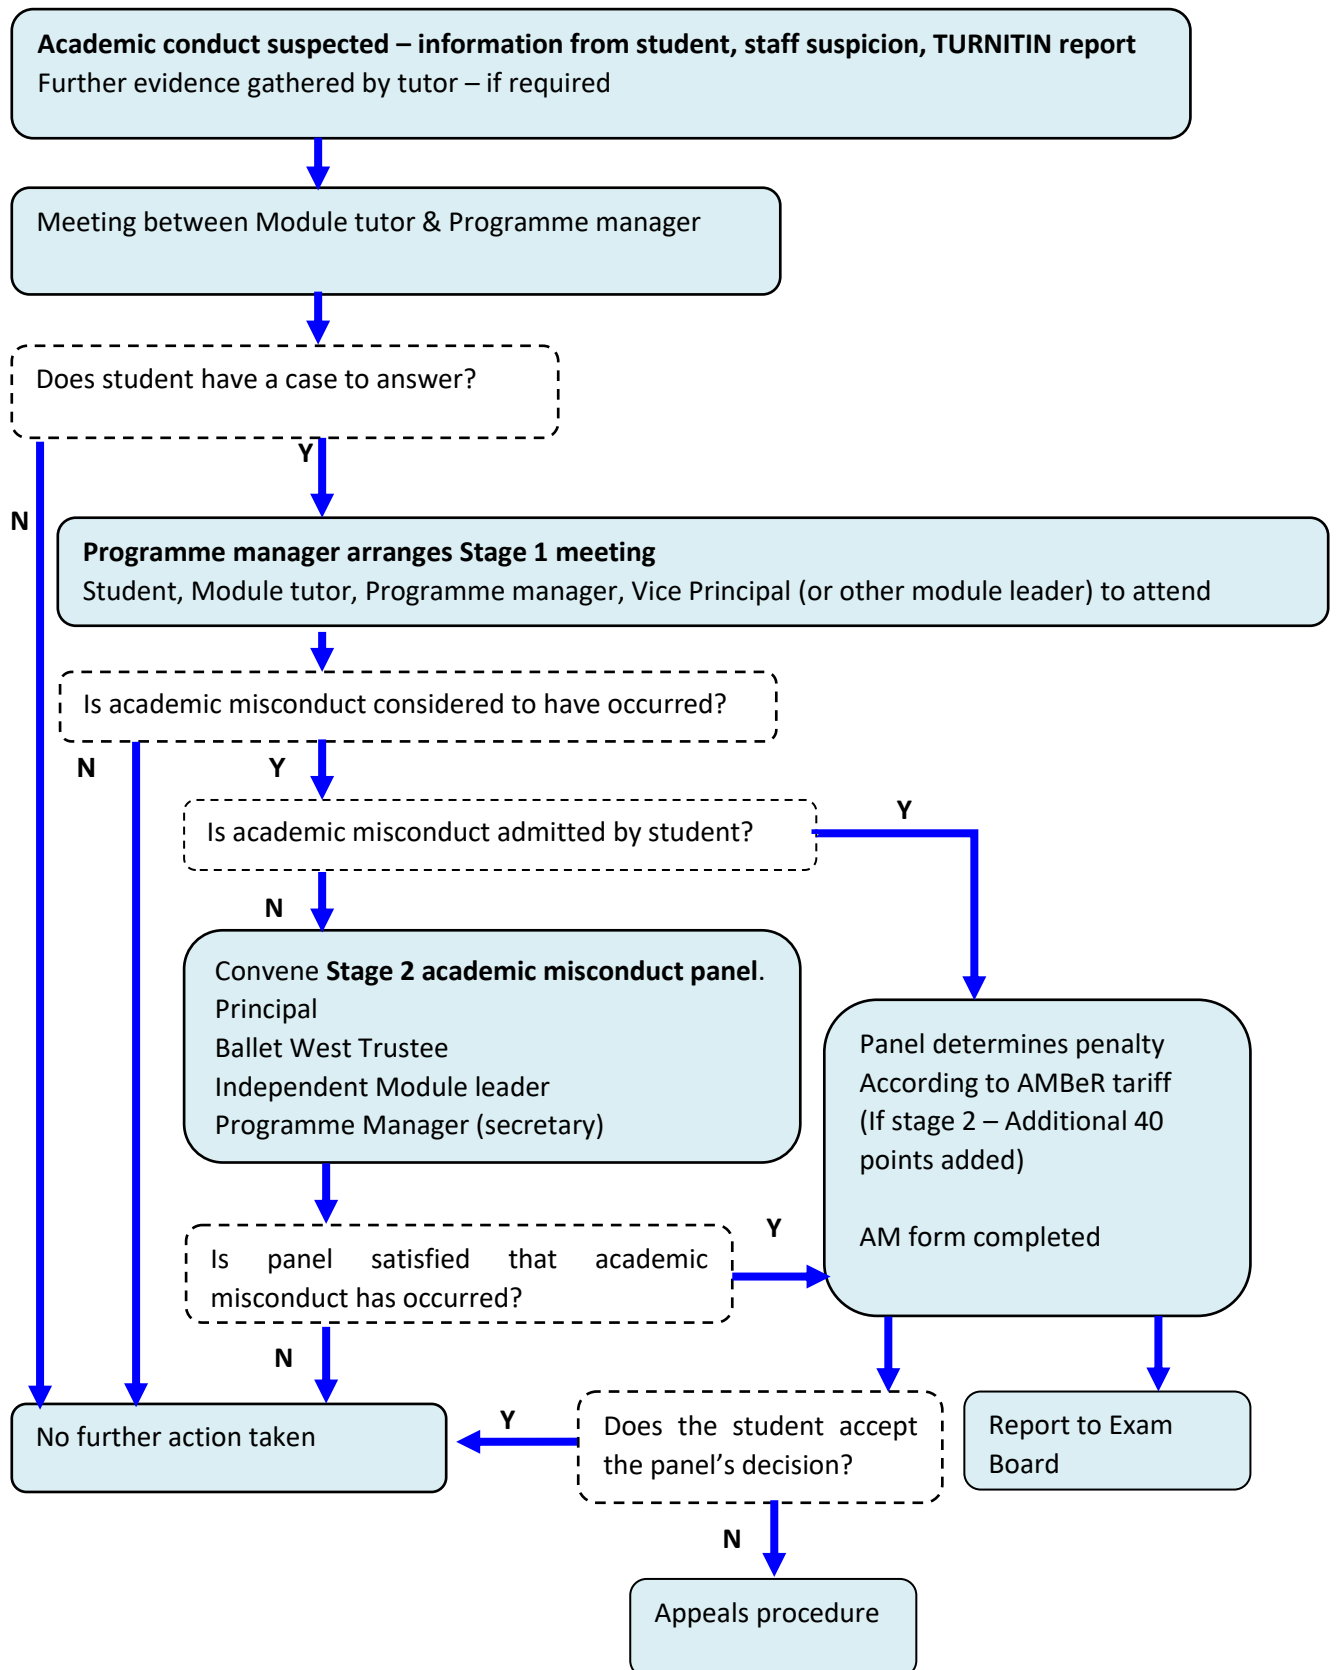 Academic conduct suspected – information from student, staff suspicion, TURNITIN report
Further evidence gathered by tutor – if required
Meeting between Module tutor & Programme manager
Does student have a case to answer?
Y
N
Programme manager arranges Stage 1 meeting
Student, Module tutor, Programme manager, Vice Principal (or other module leader) to attend
Is academic misconduct considered to have occurred?
N
Y
Is academic misconduct admitted by student?
Y
N
Convene Stage 2 academic misconduct panel.
Principal
Ballet West Trustee
Independent Module leader
Programme Manager (secretary)
Panel determines penalty
According to AMBeR tariff
(If stage 2 – Additional 40
points added)
AM form completed
Is panel satisfied that academic
misconduct has occurred?
Y
N
No further action taken
Y
Does the student accept
the panel's decision?
Report to Exam
Board
N
Appeals procedure